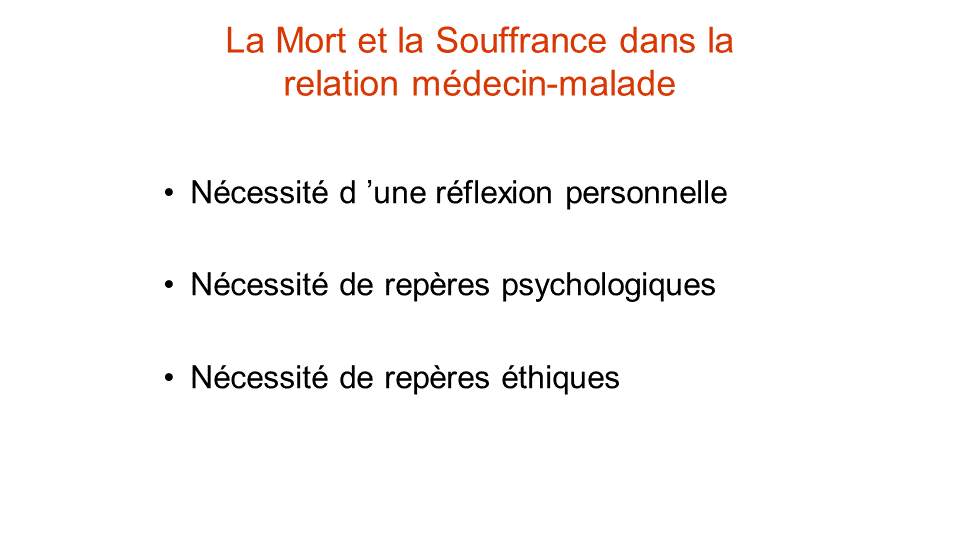 La Mort et la Souffrance dans la
relation médecin-malade
• Nécessité d ’une réflexion personnelle
• Nécessité de repères psychologiques
• Nécessité de repères éthiques